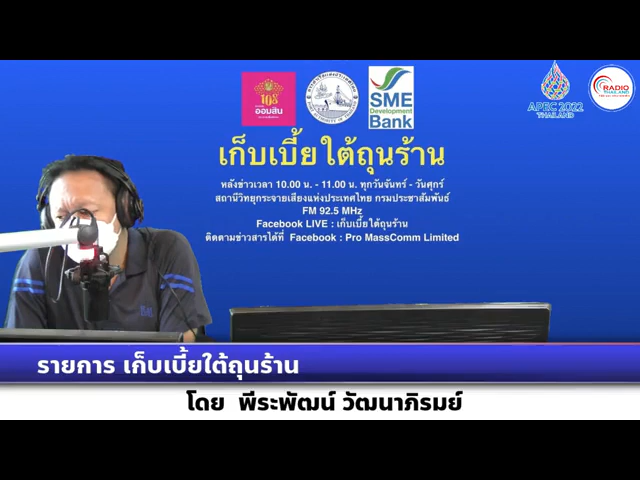 108
ออมสิน
SME
Development
Bank
APEC 2022
THAILAND
RADIO
THAILAND
เก็บเบี้ยใต้ถุนร้าน
หลังข่าวเวลา 10.00 น. - 11.00 น. ทุกวันจันทร์ - วันศุกร์
สถานีวิทยุกระจายเสียงแห่งประเทศไทย กรมประชาสัมพันธ์
FM 92.5 MHz
Facebook LIVE : เก็บเบี้ยใต้ถุนร้าน
ติดตามข่าวสารได้ที่ Facebook : Pro MassComm Limited
รายการ เก็บเบี้ยใต้ถุนร้าน
โดย พีระพัฒน์ วัฒนาภิรมย์